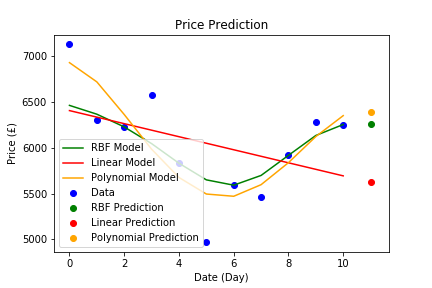 Price Prediction
7000
6500
6000
5500
5000
Price (£)
RBF Model
Linear Model
Polynomial Model
Data
RBF Prediction
Linear Prediction
Polynomial Prediction
0
2
4
6
8
10
Date (Day)